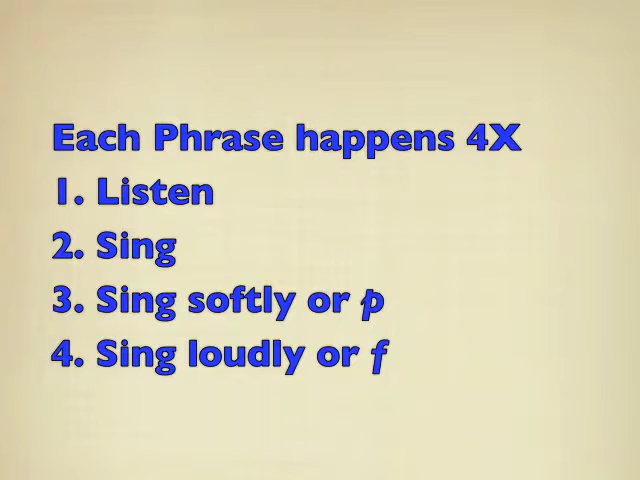 Each Phrase happens 4X
1. Listen
2. Sing
3. Sing softly or p
4. Sing loudly or f